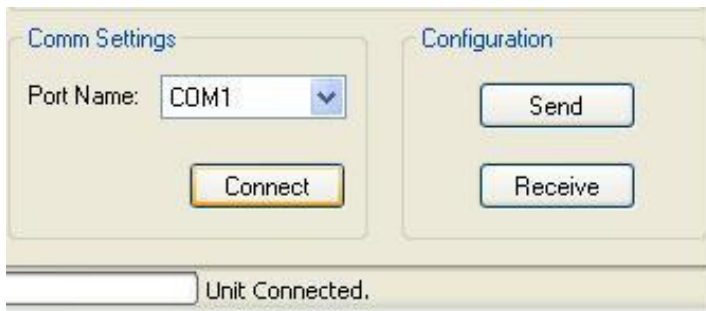 Comm Settings
Configuration
Port Name: COM1
Send
Connect
Receive
Unit Connected.